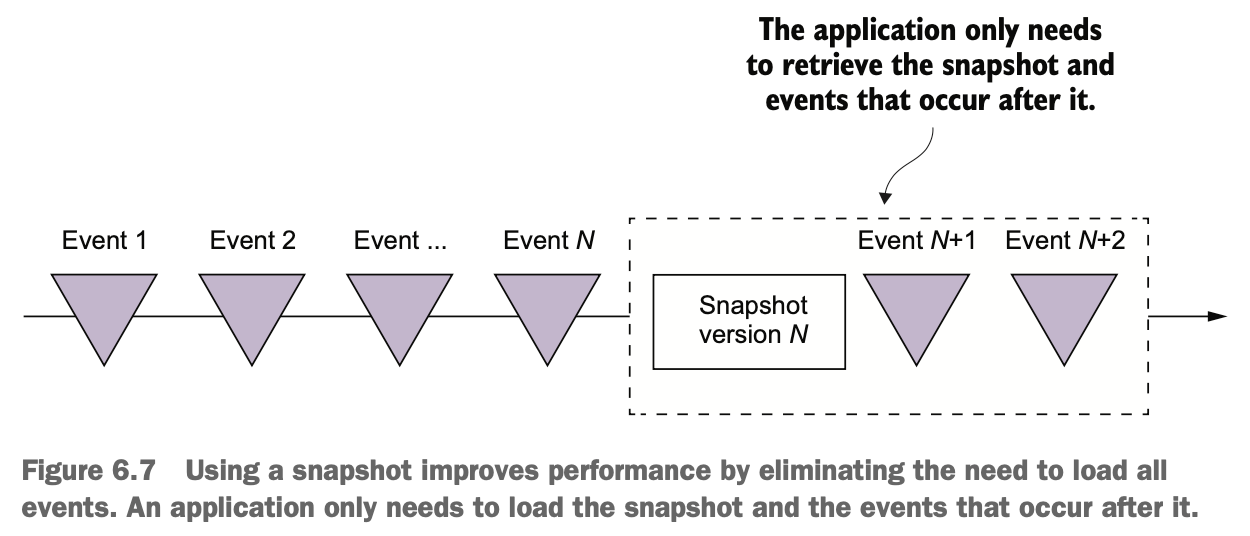 The application only needs
to retrieve the snapshot and
events that occur after it.
Event 1
Event 2
Event ...
Event N
Event N+1
Event N+2
Snapshot
version N
Figure 6.7 Using a snapshot improves performance by eliminating the need to load all
events. An application only needs to load the snapshot and the events that occur after it.